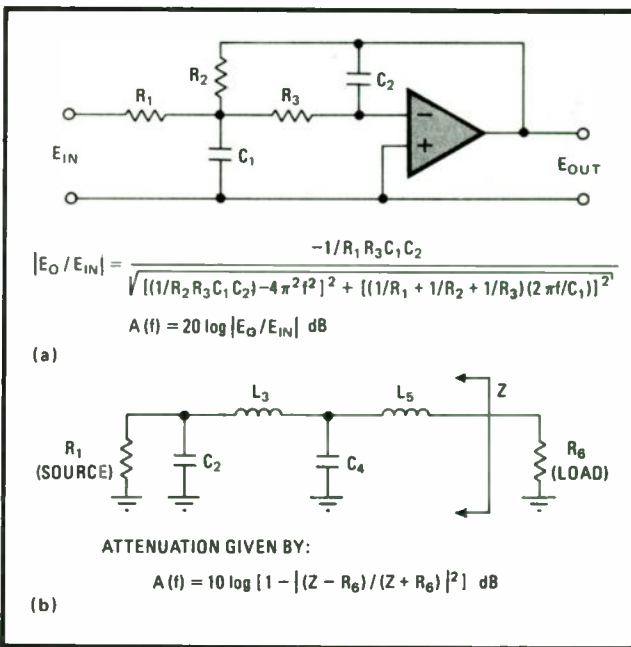 R2
C2
R1
R3
−
+
EIN
C1
EOUT
|EO/EIN| = −1/R1R3C1C2 / √[(1/R2R3C1C2)−4π²f²]² + [(1/R1 + 1/R2 + 1/R3)(2πf/C1)]²
A(f) = 20 log |EO/EIN| dB
(a)
L3
L5
Z
R1
(SOURCE)
C2
C4
R6
(LOAD)
ATTENUATION GIVEN BY:
A(f) = 10 log [1 − |(Z − R6)/(Z + R6)|²] dB
(b)